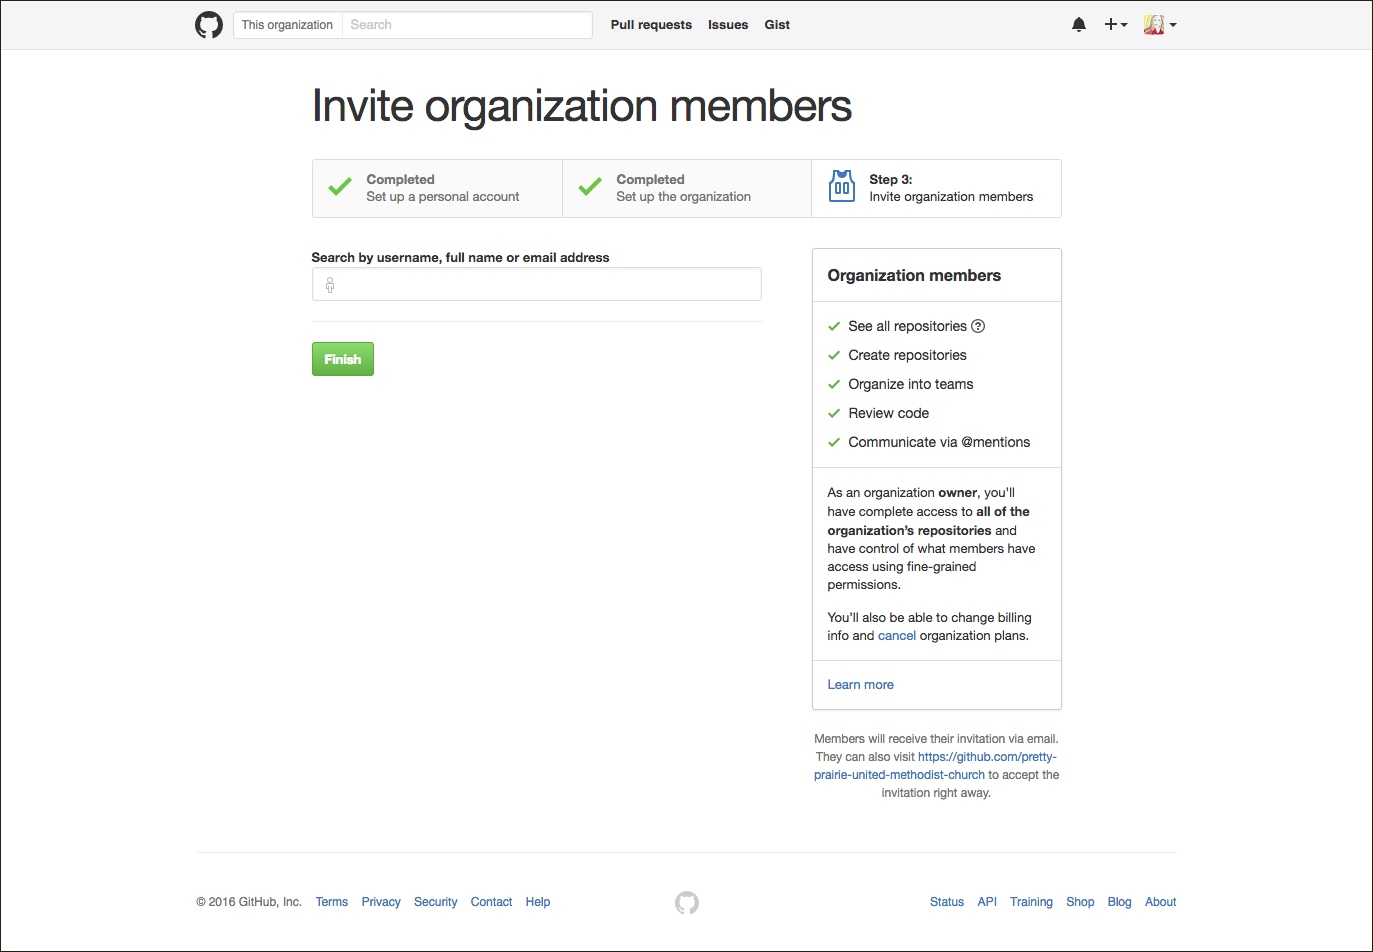 This organization Search Pull requests Issues Gist
Invite organization members
Completed
Set up a personal account
Completed
Set up the organization
Step 3:
Invite organization members
Search by username, full name or email address
Finish
Organization members
See all repositories
Create repositories
Organize into teams
Review code
Communicate via @mentions
As an organization owner, you'll
have complete access to all of the
organization's repositories and
have control of what members have
access using fine-grained
permissions.
You'll also be able to change billing
info and cancel organization plans.
Learn more
Members will receive their invitation via email.
They can also visit https://github.com/pretty-
prairie-united-methodist-church to accept the
invitation right away.
© 2016 GitHub, Inc. Terms Privacy Security Contact Help Status API Training Shop Blog About